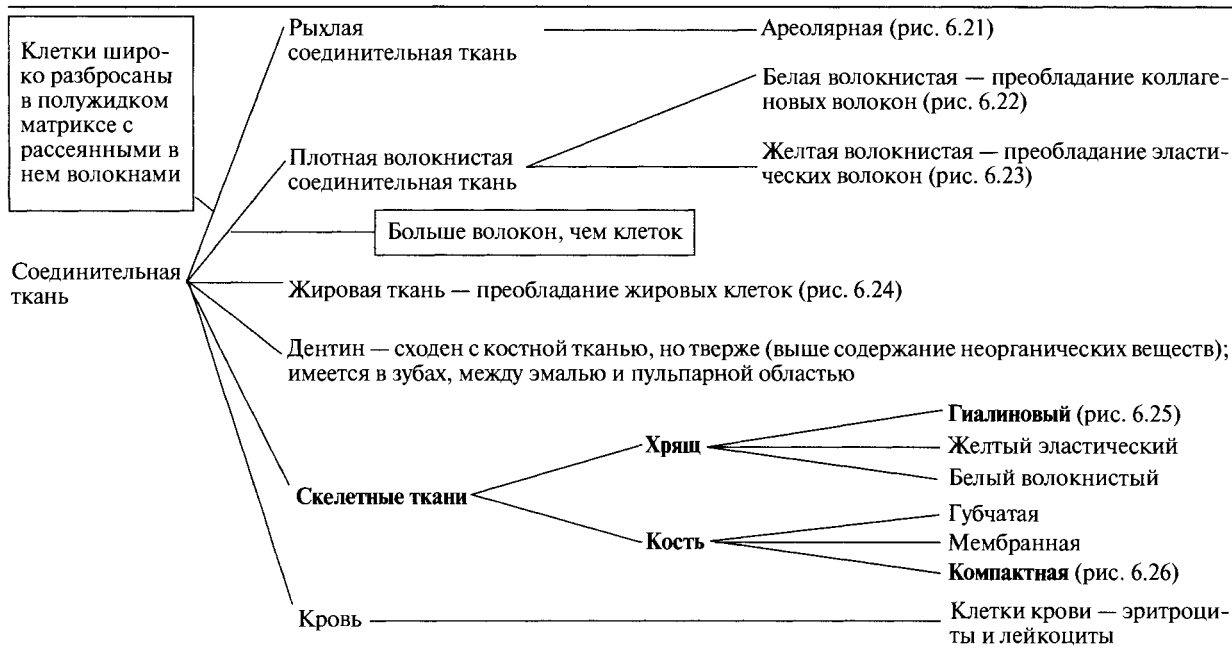 Клетки широ-
ко разбросаны
в полужидком
матриксе с
рассеянными в
нем волокнами
Рыхлая
соединительная ткань
Ареолярная (рис. 6.21)
Плотная волокнистая
соединительная ткань
Белая волокнистая — преобладание коллаге-
новых волокон (рис. 6.22)
Желтая волокнистая — преобладание эласти-
ческих волокон (рис. 6.23)
Больше волокон, чем клеток
Соединительная
ткань
Жировая ткань — преобладание жировых клеток (рис. 6.24)
Дентин — сходен с костной тканью, но тверже (выше содержание неорганических веществ);
имеется в зубах, между эмалью и пульпарной областью
Скелетные ткани
Хрящ
Гиалиновый (рис. 6.25)
Желтый эластический
Белый волокнистый
Кость
Губчатая
Мембранная
Компактная (рис. 6.26)
Кровь
Клетки крови — эритроци-
ты и лейкоциты